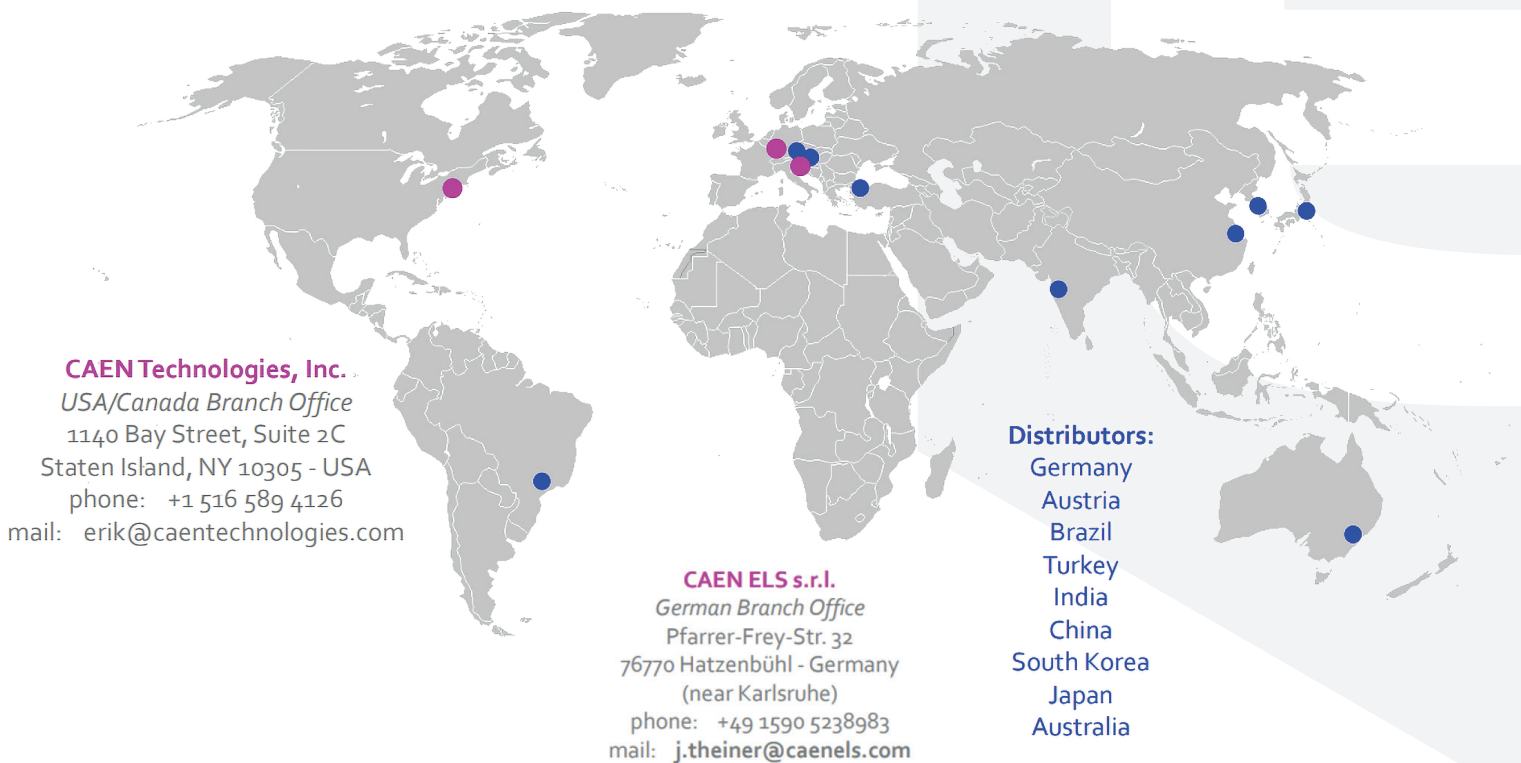 CAEN Technologies, Inc.
USA/Canada Branch Office
1140 Bay Street, Suite 2C
Staten Island, NY 10305 - USA
phone: +1 516 589 4126
mail: erik@caentechnologies.com
CAEN ELS s.r.l.
German Branch Office
Pfarrer-Frey-Str. 32
76770 Hatzenbühl - Germany
(near Karlsruhe)
phone: +49 1590 5238983
mail: j.theiner@caenels.com
Distributors:
Germany
Austria
Brazil
Turkey
India
China
South Korea
Japan
Australia